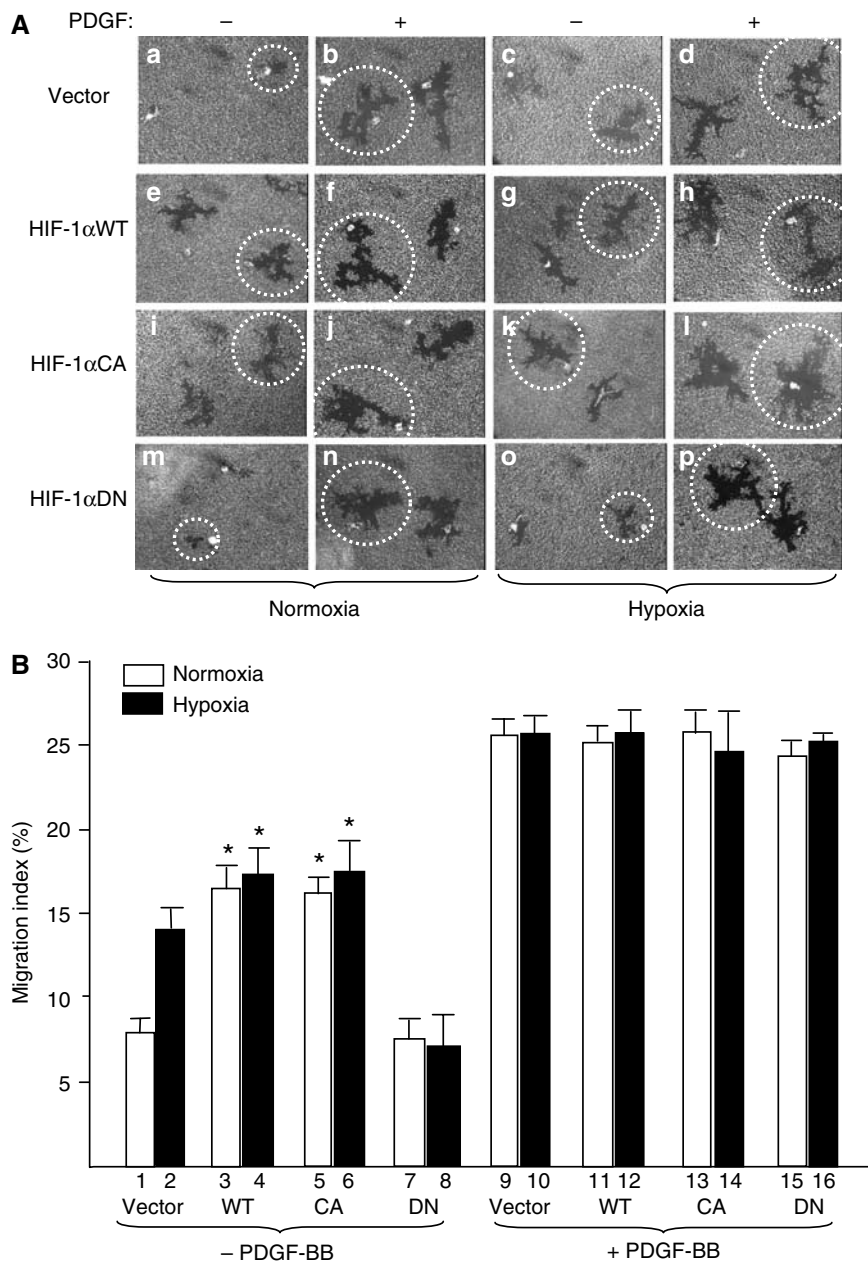 A
PDGF: – + – +
a b c d
Vector
e f g h
HIF-1αWT
i j k l
HIF-1αCA
m n o p
HIF-1αDN
Normoxia Hypoxia
B
Normoxia
Hypoxia
Migration index (%)
30
25
20
15
10
5
* * * *
1 2 3 4 5 6 7 8 9 10 11 12 13 14 15 16
Vector WT CA DN Vector WT CA DN
– PDGF-BB + PDGF-BB